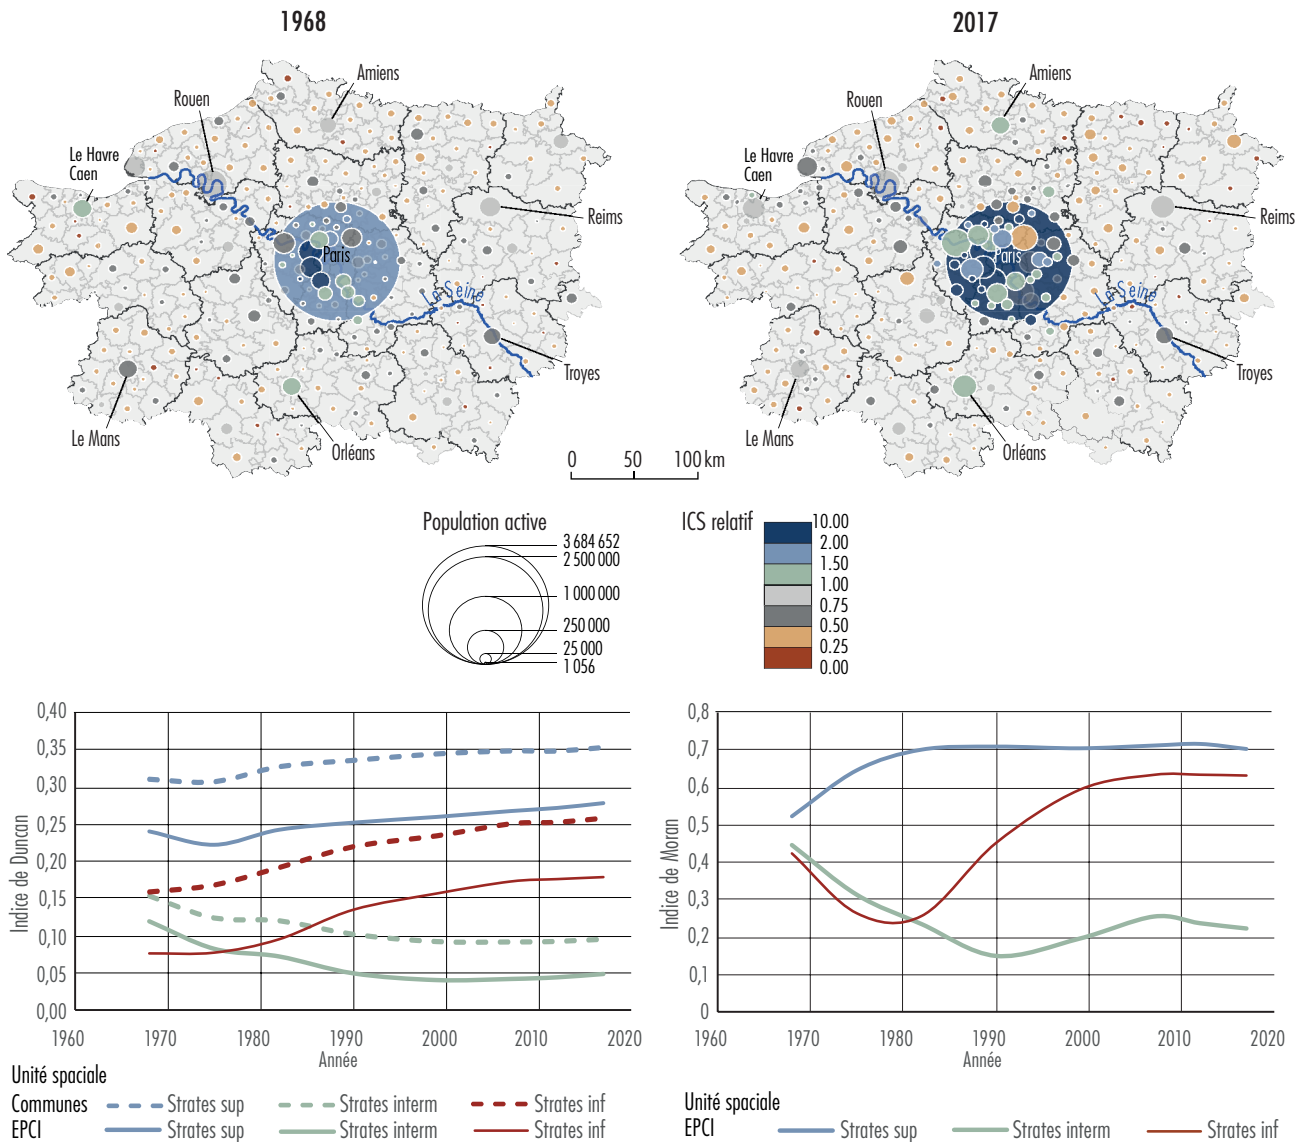 1968
2017
Amiens
Rouen
Le Havre
Caen
Reims
Paris
La Seine
Troyes
Le Mans
Orléans
Amiens
Rouen
Le Havre
Caen
Reims
Paris
La Seine
Troyes
Le Mans
Orléans
0 50 100 km
Population active
3 684 652
2 500 000
1 000 000
250 000
25 000
1 056
ICS relatif
10.00
2.00
1.50
1.00
0.75
0.50
0.25
0.00
Indice de Duncan
0,40
0,35
0,30
0,25
0,20
0,15
0,10
0,05
0,00
1960 1970 1980 1990 2000 2010 2020
Année
Indice de Moran
0,8
0,7
0,6
0,5
0,4
0,3
0,2
0,1
0
1960 1970 1980 1990 2000 2010 2020
Année
Unité spaciale
Communes Strates sup Strates interm Strates inf
EPCI Strates sup Strates interm Strates inf
Unité spaciale
EPCI Strates sup Strates interm Strates inf